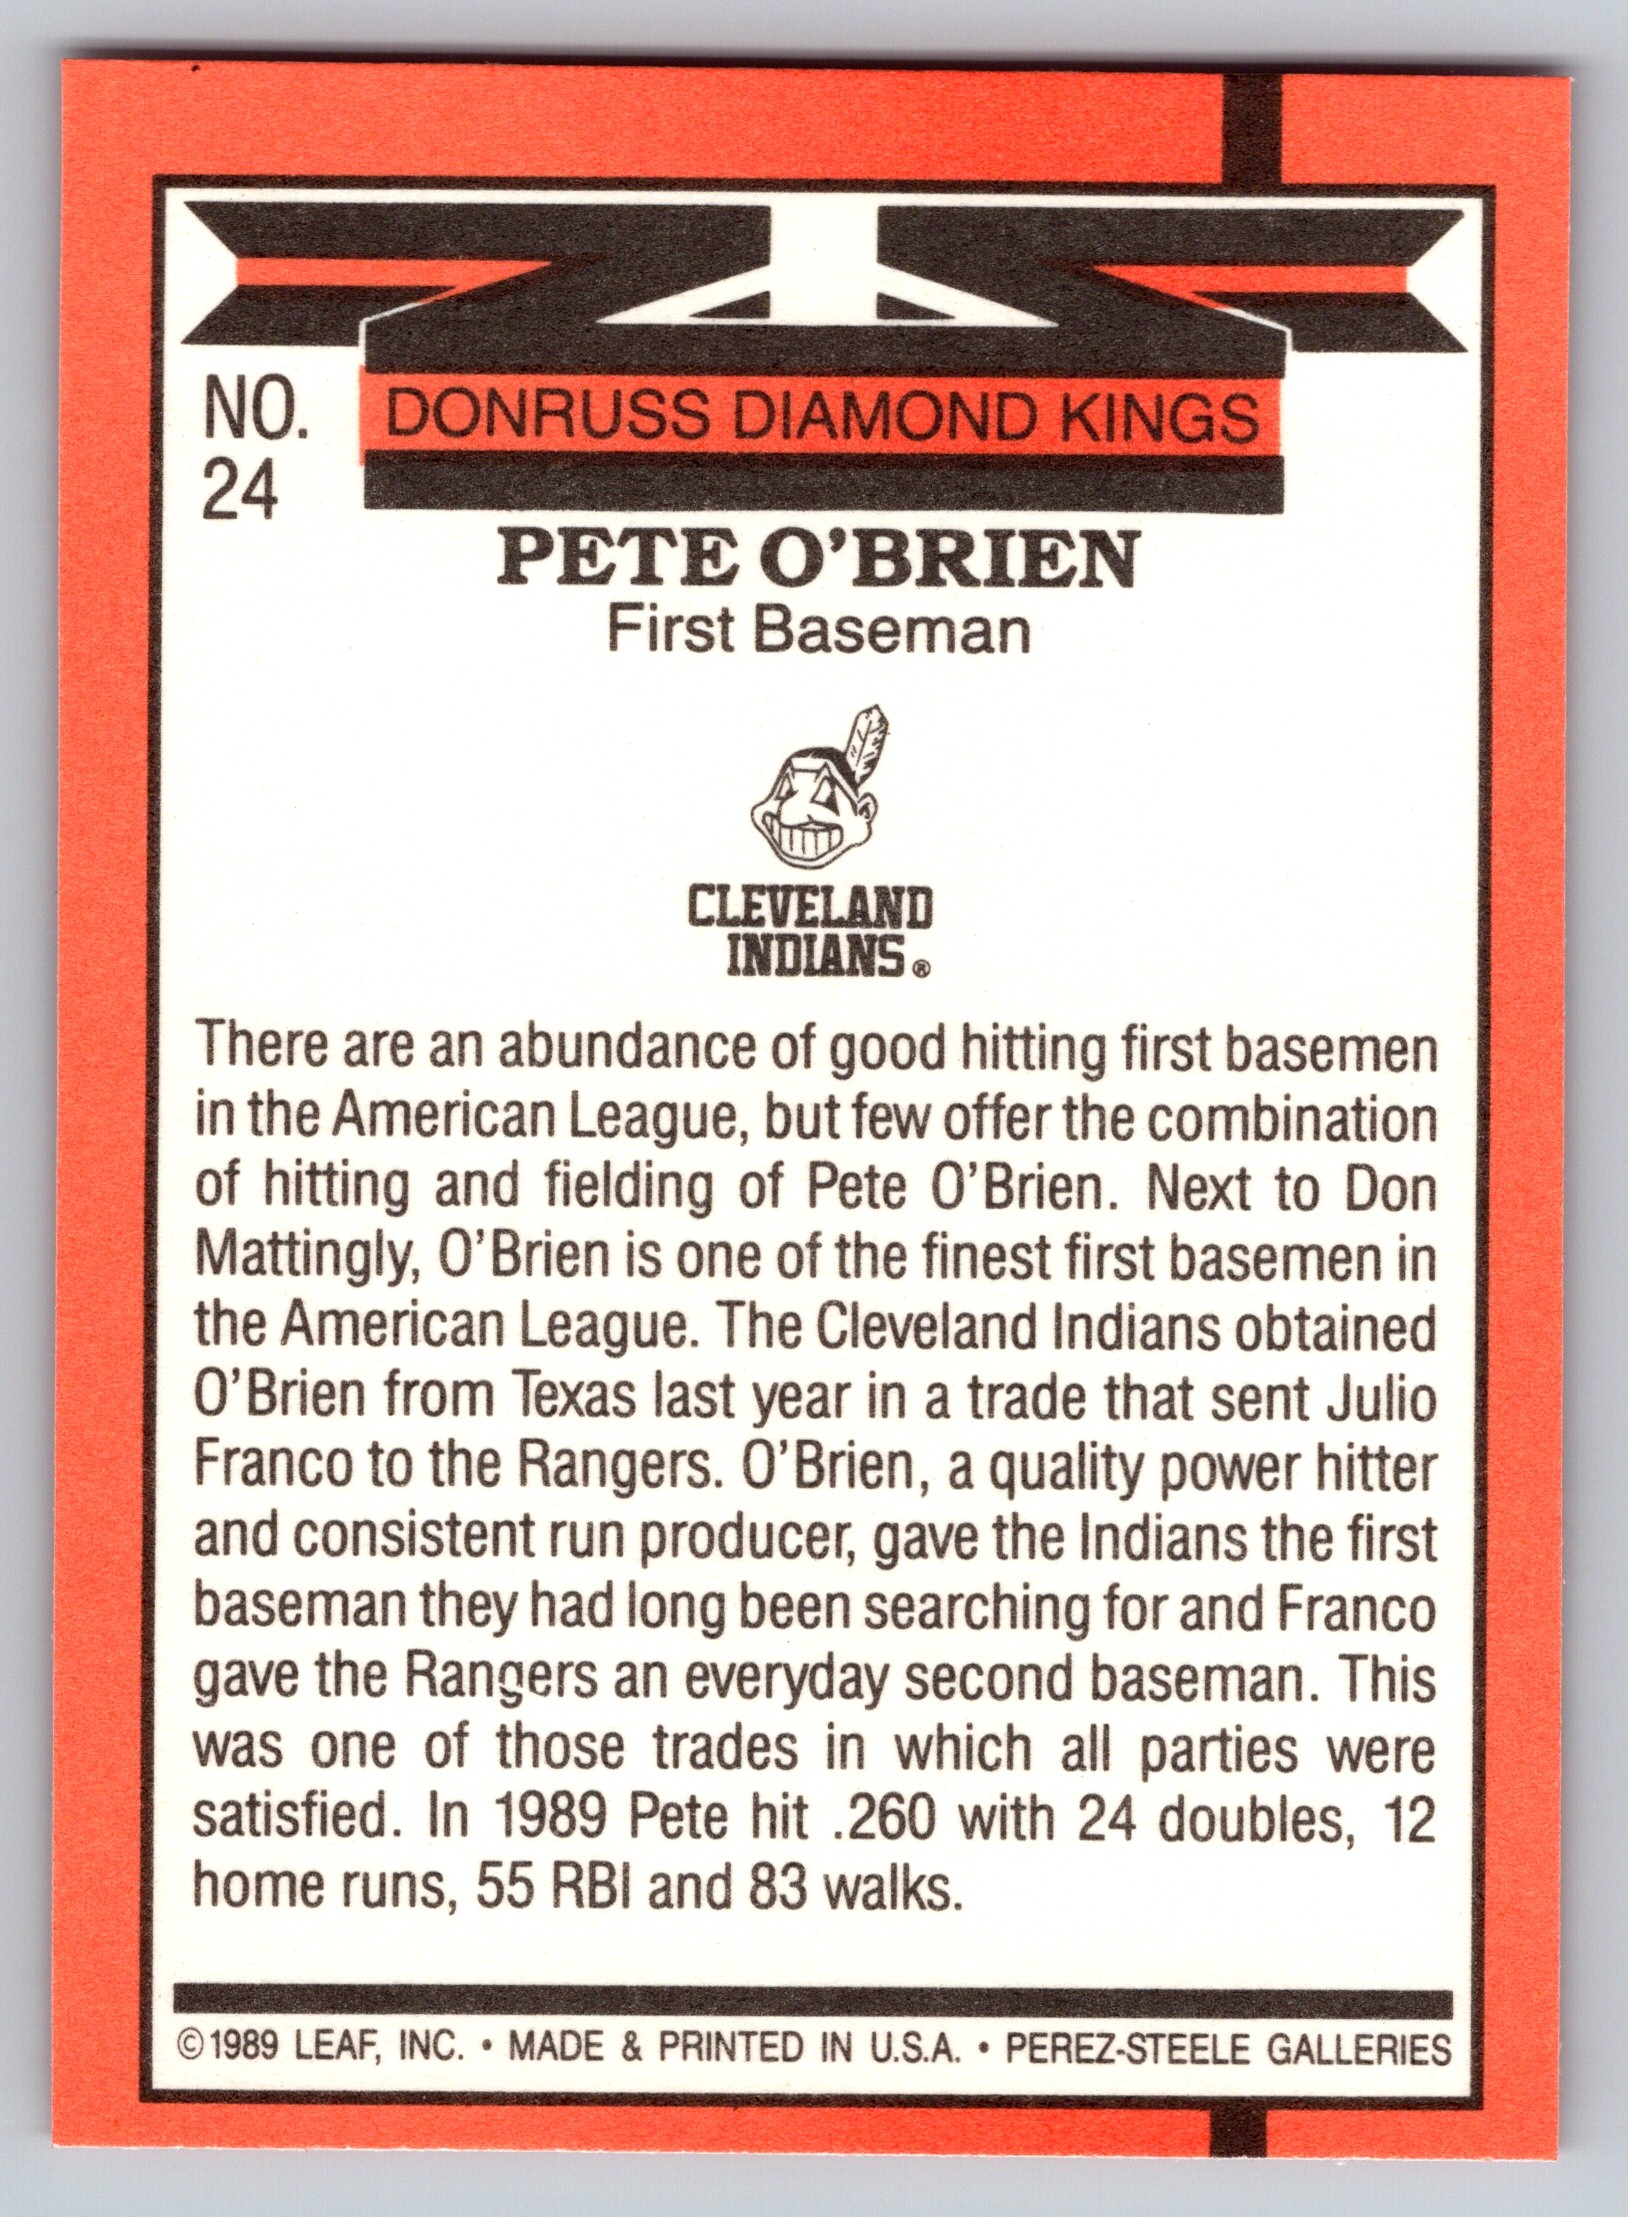 NO.
24
DONRUSS DIAMOND KINGS
PETE O'BRIEN
First Baseman
CLEVELAND
INDIANS®
There are an abundance of good hitting first basemen
in the American League, but few offer the combination
of hitting and fielding of Pete O'Brien. Next to Don
Mattingly, O'Brien is one of the finest first basemen in
the American League. The Cleveland Indians obtained
O'Brien from Texas last year in a trade that sent Julio
Franco to the Rangers. O'Brien, a quality power hitter
and consistent run producer, gave the Indians the first
baseman they had long been searching for and Franco
gave the Rangers an everyday second baseman. This
was one of those trades in which all parties were
satisfied. In 1989 Pete hit .260 with 24 doubles, 12
home runs, 55 RBI and 83 walks.
©1989 LEAF, INC. • MADE & PRINTED IN U.S.A. • PEREZ-STEELE GALLERIES